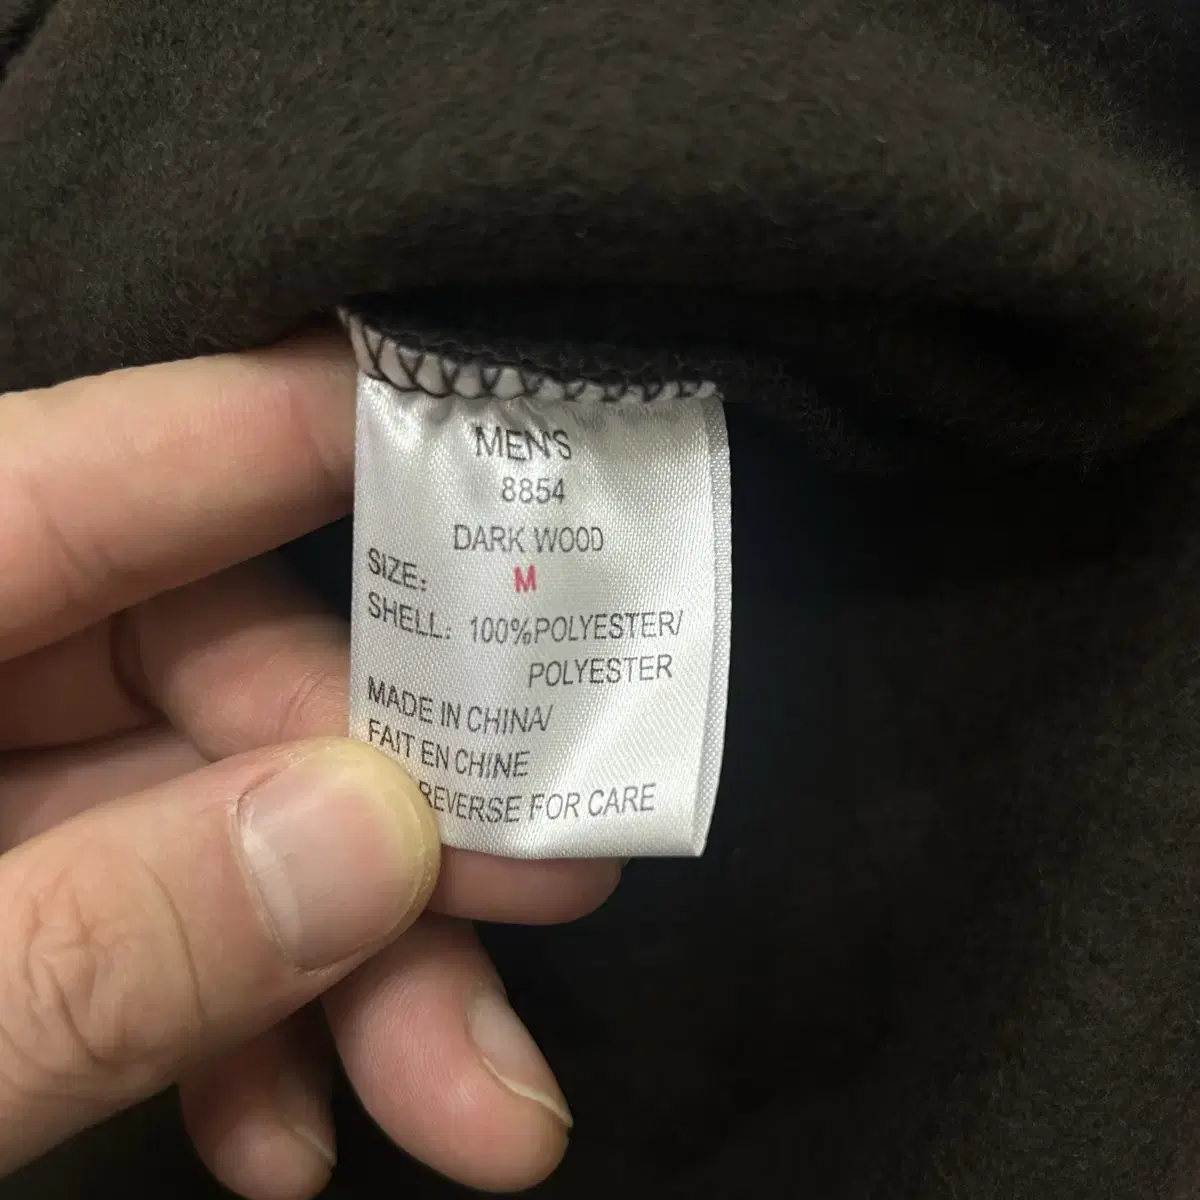 MEN'S
8854
DARK WOOD
SIZE: M
SHELL: 100%POLYESTER/
POLYESTER
MADE IN CHINA/
FAIT EN CHINE
REVERSE FOR CARE